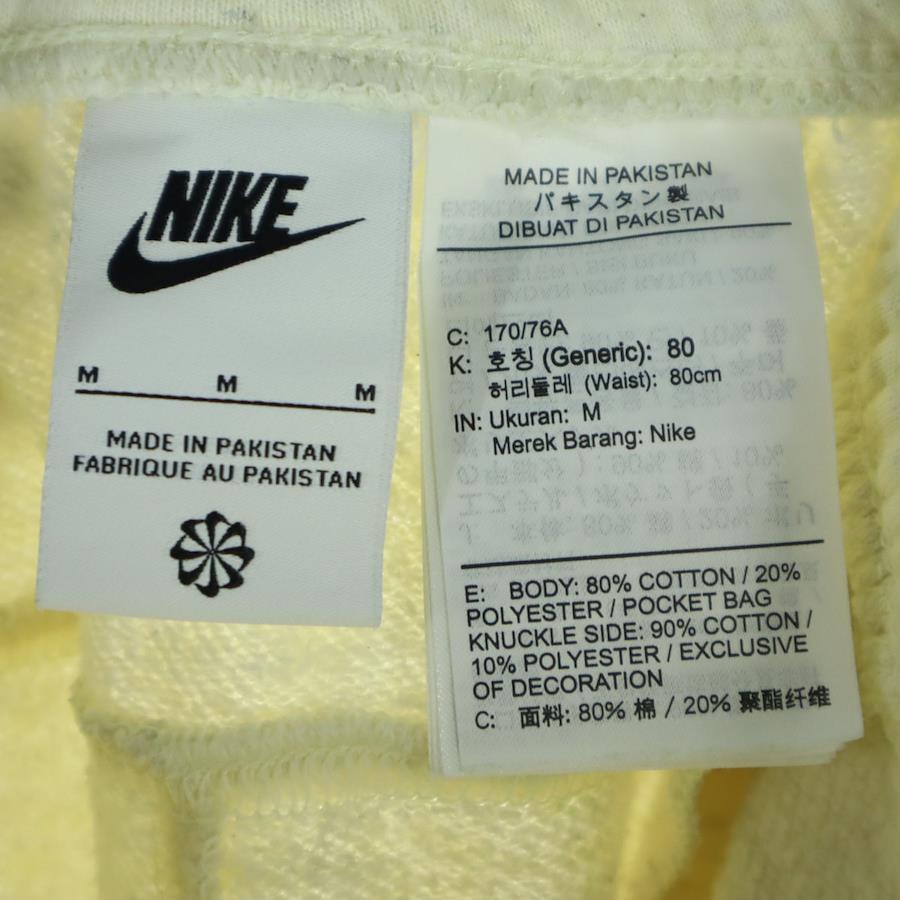 NIKE
M M M
MADE IN PAKISTAN
FABRIQUE AU PAKISTAN
MADE IN PAKISTAN
パキスタン製
DIBUAT DI PAKISTAN
C: 170/76A
K: 호칭 (Generic): 80
허리둘레 (Waist): 80cm
IN: Ukuran: M
Merek Barang: Nike
E: BODY: 80% COTTON / 20%
POLYESTER / POCKET BAG
KNUCKLE SIDE: 90% COTTON /
10% POLYESTER / EXCLUSIVE
OF DECORATION
C: 面料: 80% 棉 / 20% 聚酯纤维